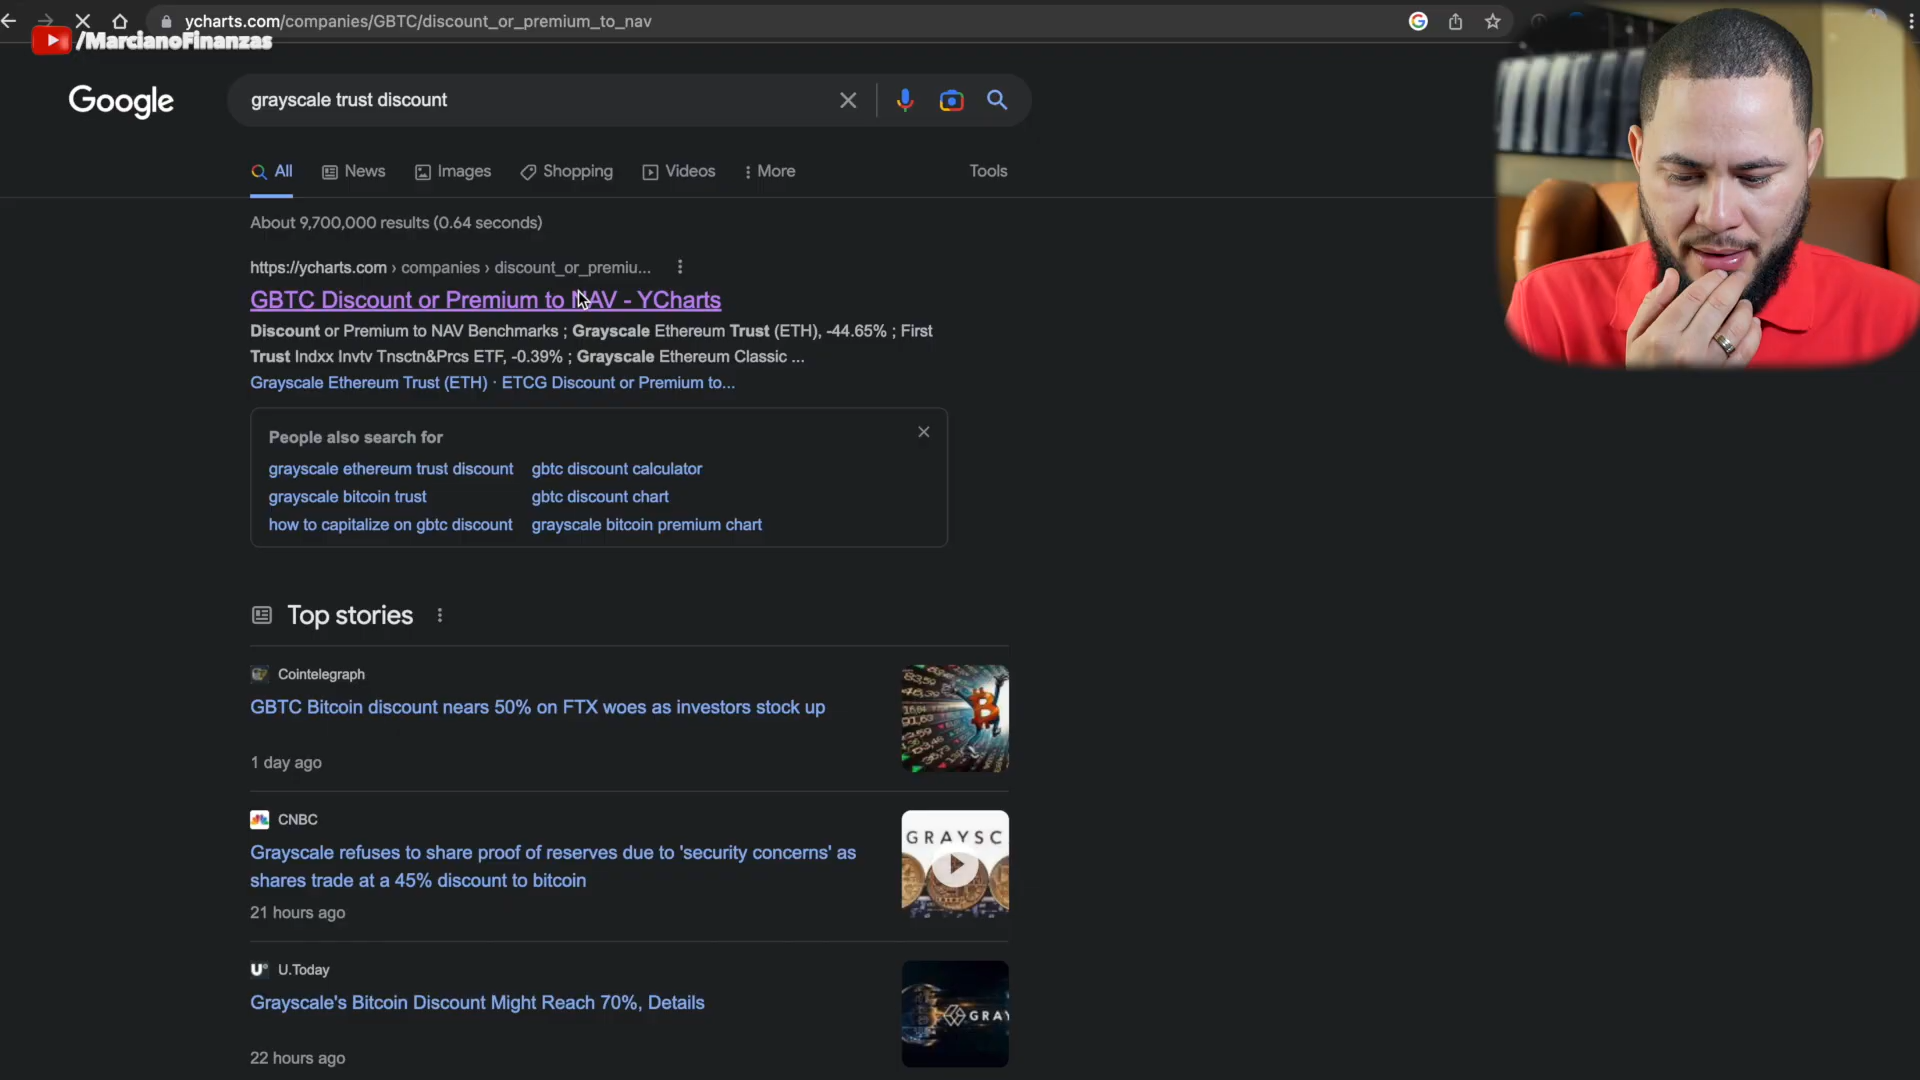 ycharts.com/companies/GBTC/discount_or_premium_to_nav
/MarcianoFinanzas
Google
grayscale trust discount
All
News
Images
Shopping
Videos
More
Tools
About 9,700,000 results (0.64 seconds)
https://ycharts.com › companies › discount_or_premiu...
GBTC Discount or Premium to NAV - YCharts
Discount or Premium to NAV Benchmarks ; Grayscale Ethereum Trust (ETH), -44.65% ; First
Trust Indxx Invtv Tnsctn&Prcs ETF, -0.39% ; Grayscale Ethereum Classic ...
Grayscale Ethereum Trust (ETH) · ETCG Discount or Premium to...
People also search for
grayscale ethereum trust discount
gbtc discount calculator
grayscale bitcoin trust
gbtc discount chart
how to capitalize on gbtc discount
grayscale bitcoin premium chart
Top stories
Cointelegraph
GBTC Bitcoin discount nears 50% on FTX woes as investors stock up
1 day ago
CNBC
Grayscale refuses to share proof of reserves due to 'security concerns' as
shares trade at a 45% discount to bitcoin
21 hours ago
GRAYSC
U.Today
Grayscale's Bitcoin Discount Might Reach 70%, Details
22 hours ago
GRAY